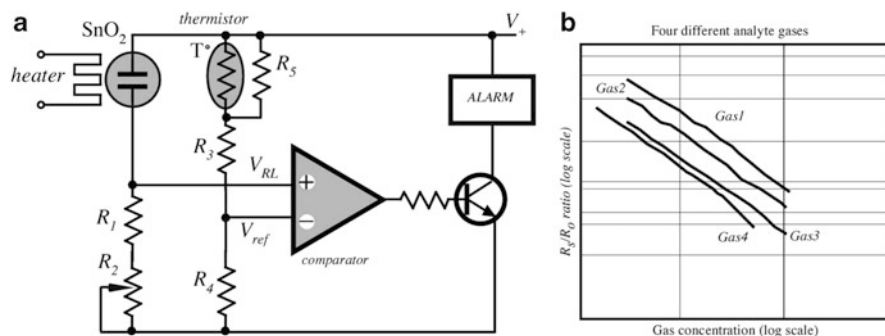 a
thermistor
V+
SnO2
T°
R5
heater
ALARM
R3
VRL
+
−
R1
Vref
R2
R4
comparator
b
Four different analyte gases
Gas2
Gas1
Gas4
Gas3
RS/RO ratio (log scale)
Gas concentration (log scale)